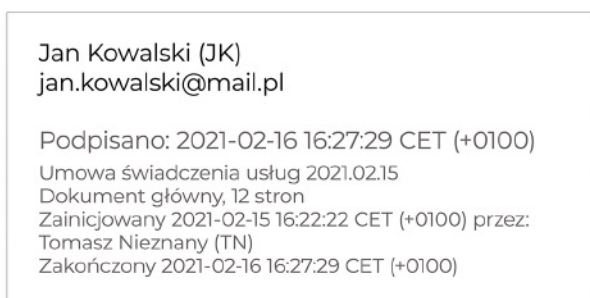 Jan Kowalski (JK)
jan.kowalski@mail.pl
Podpisano: 2021-02-16 16:27:29 CET (+0100)
Umowa świadczenia usług 2021.02.15
Dokument główny, 12 stron
Zainicjowany 2021-02-15 16:22:22 CET (+0100) przez:
Tomasz Nieznany (TN)
Zakończony 2021-02-16 16:27:29 CET (+0100)